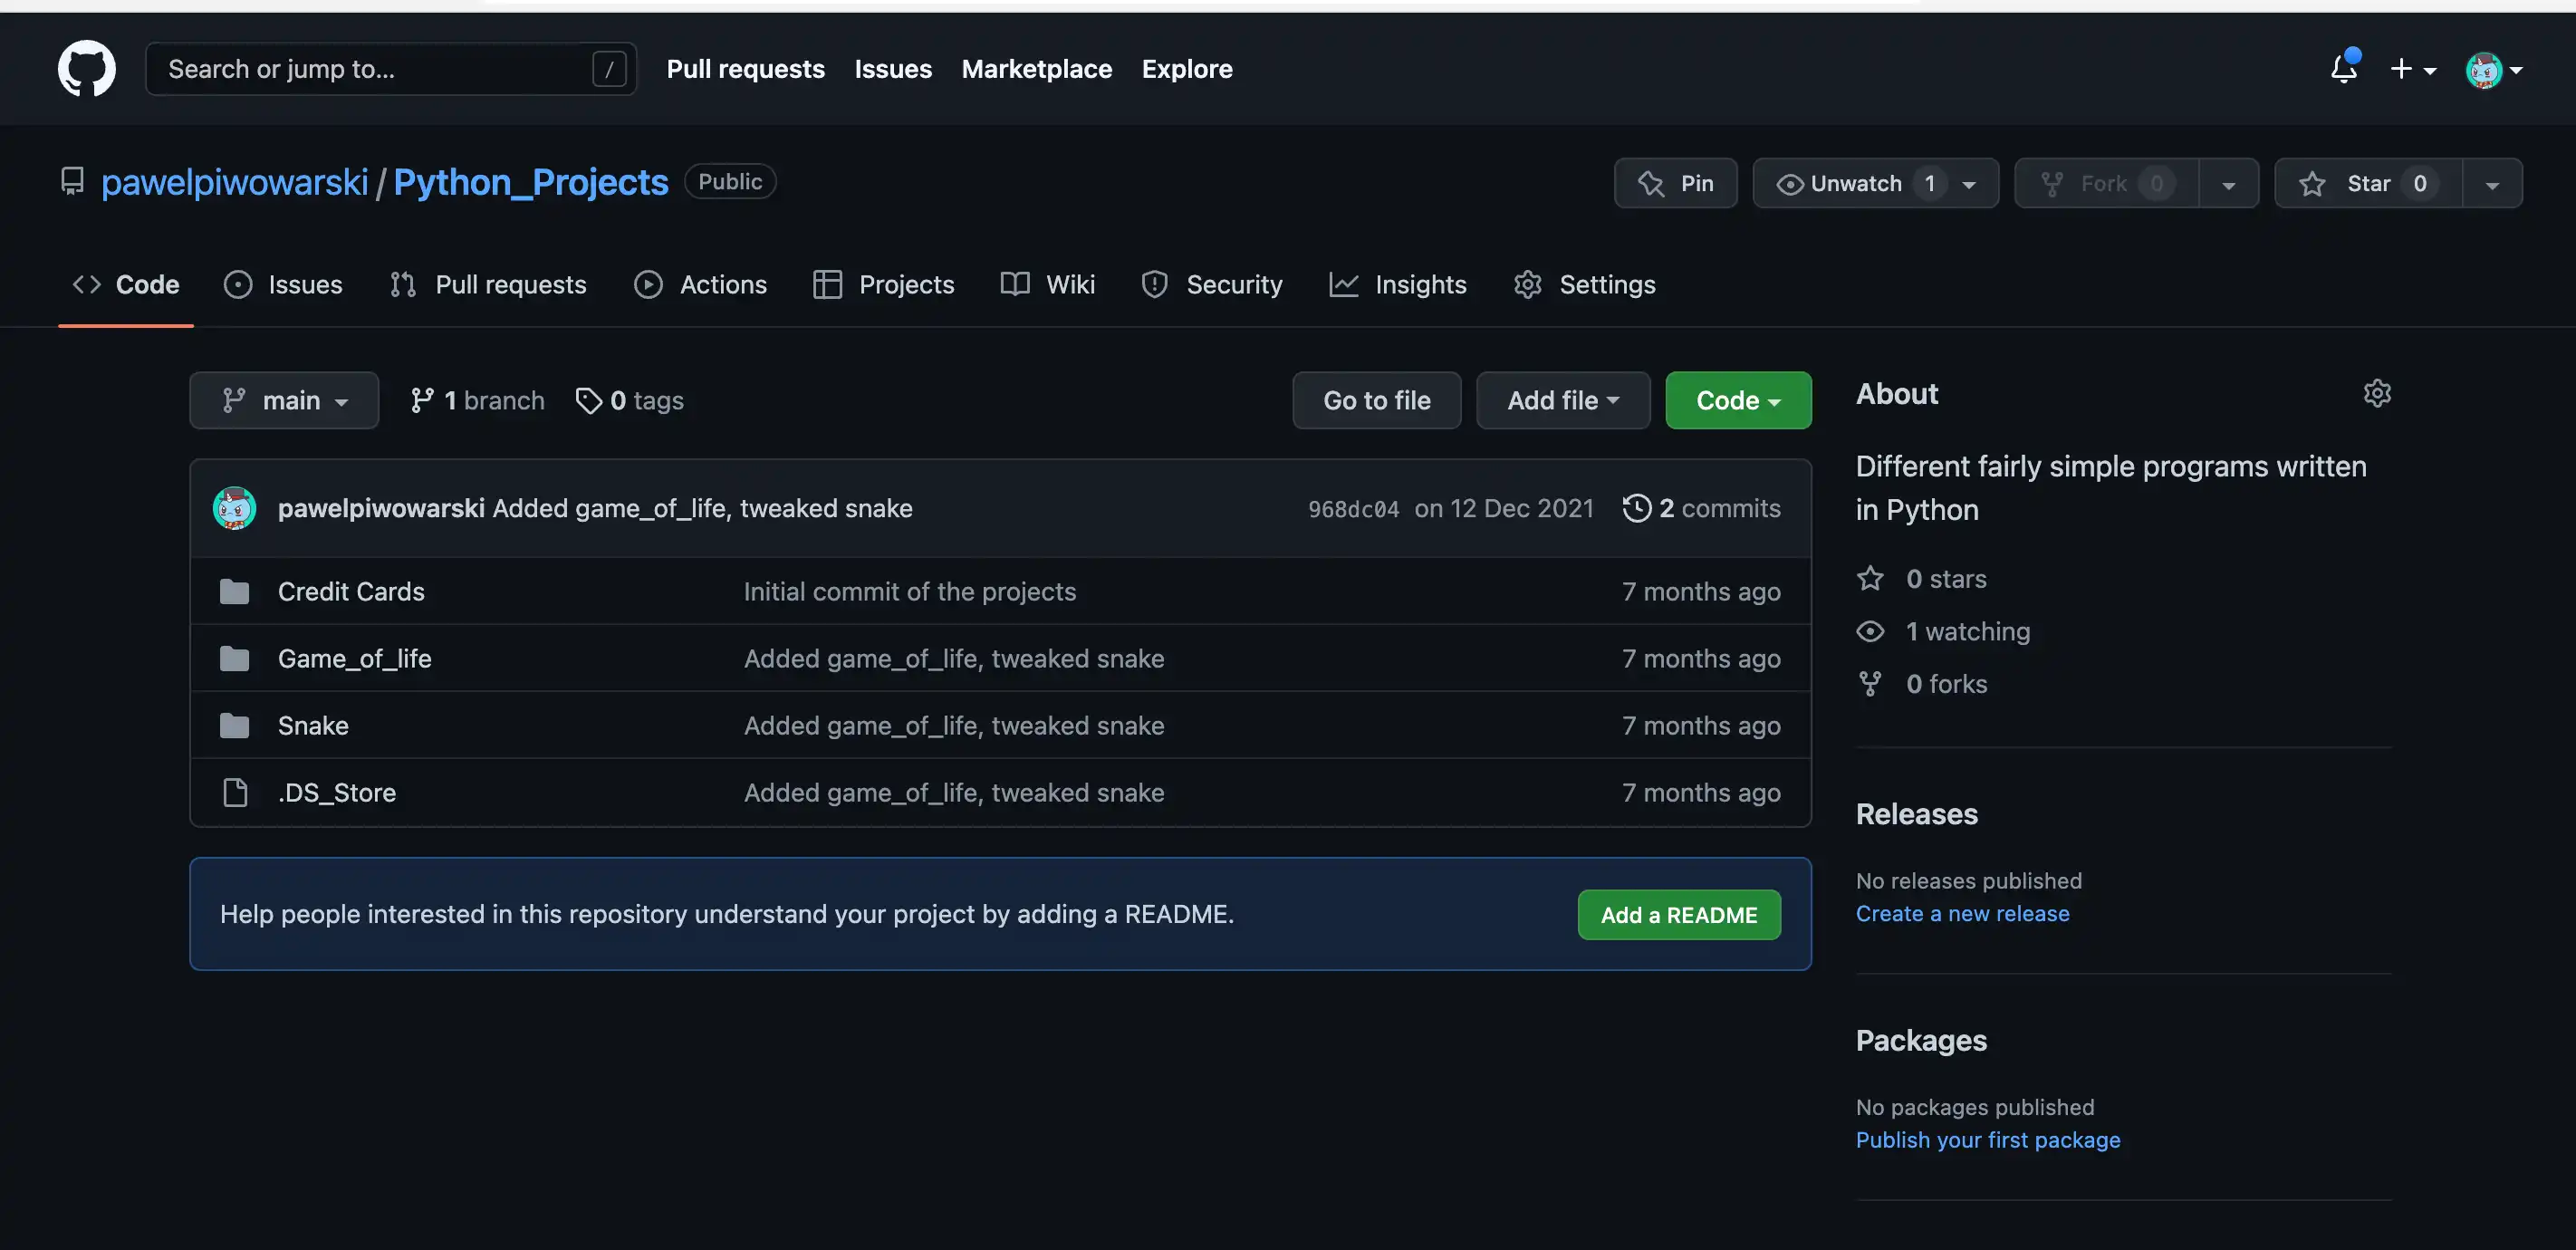 Search or jump to... /
Pull requests Issues Marketplace Explore
pawelpiwowarski / Python_Projects Public
Pin Unwatch 1 Fork 0 Star 0
Code Issues Pull requests Actions Projects Wiki Security Insights Settings
main 1 branch 0 tags Go to file Add file Code
pawelpiwowarski Added game_of_life, tweaked snake 968dc04 on 12 Dec 2021 2 commits
Credit Cards Initial commit of the projects 7 months ago
Game_of_life Added game_of_life, tweaked snake 7 months ago
Snake Added game_of_life, tweaked snake 7 months ago
.DS_Store Added game_of_life, tweaked snake 7 months ago
Help people interested in this repository understand your project by adding a README. Add a README
About
Different fairly simple programs written
in Python
0 stars
1 watching
0 forks
Releases
No releases published
Create a new release
Packages
No packages published
Publish your first package